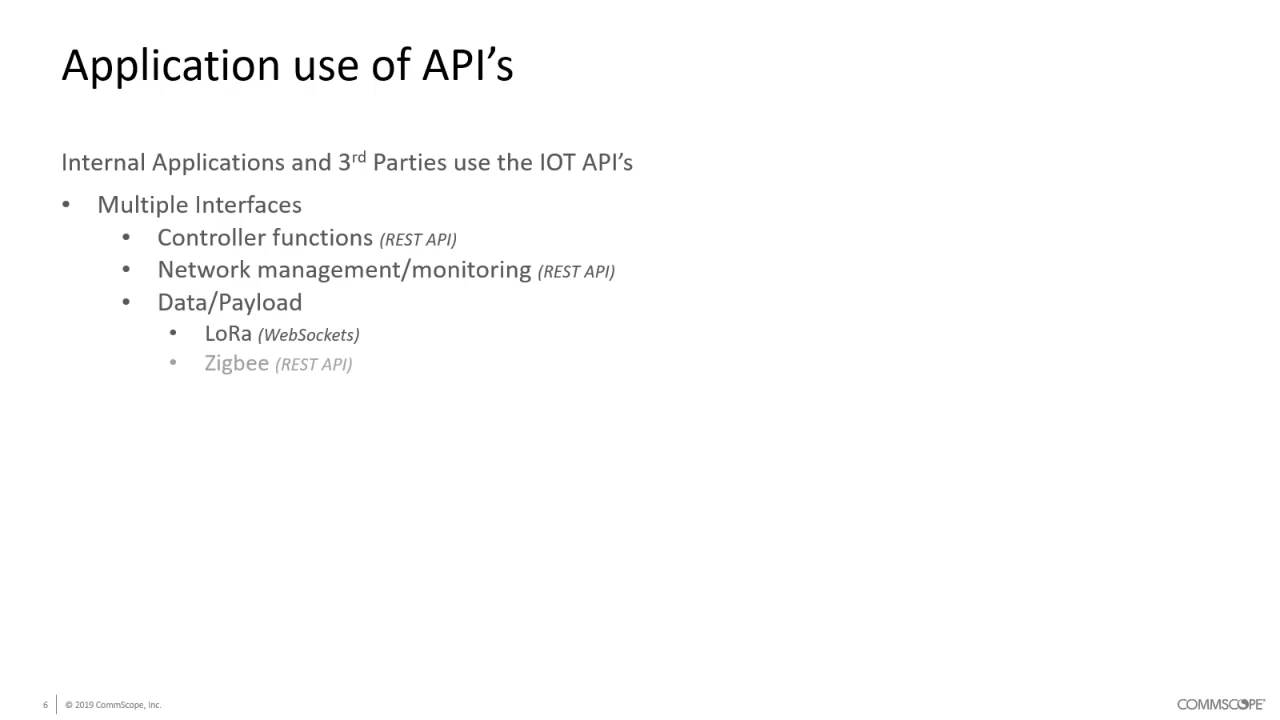 Application use of API’s
Internal Applications and 3rd Parties use the IOT API’s
• Multiple Interfaces
• Controller functions (REST API)
• Network management/monitoring (REST API)
• Data/Payload
• LoRa (WebSockets)
• Zigbee (REST API)
6 © 2019 CommScope, Inc.
COMMSCOPE®